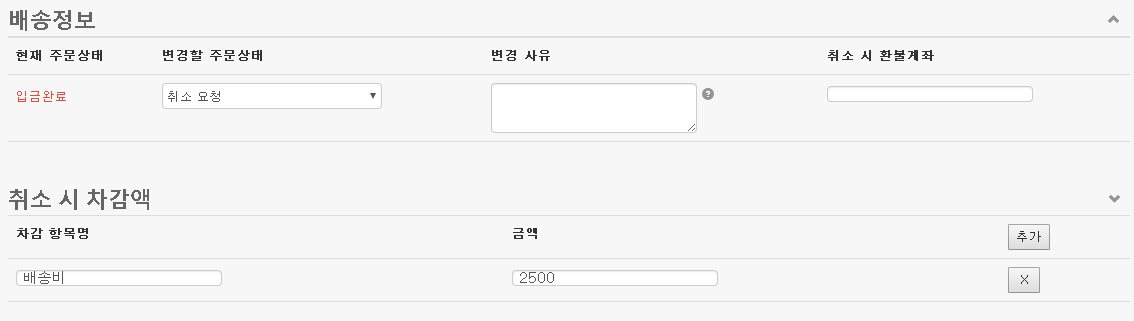 배송정보
현재 주문상태 변경할 주문상태 변경 사유 취소 시 환불계좌
입금완료 취소 요청
취소 시 차감액
차감 항목명 금액 추가
배송비 2500 X